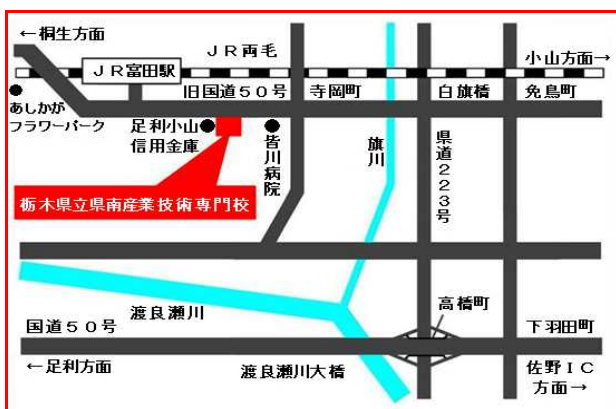 ←桐生方面
ＪＲ両毛
小山方面→
ＪＲ富田駅
旧国道５０号
寺岡町
白旗橋
免鳥町
あしかが
フラワーパーク
足利小山
信用金庫
皆川病院
旗川
県道２２３号
栃木県立県南産業技術専門校
渡良瀬川
高橋町
国道５０号
下羽田町
←足利方面
渡良瀬川大橋
佐野ＩＣ
方面→